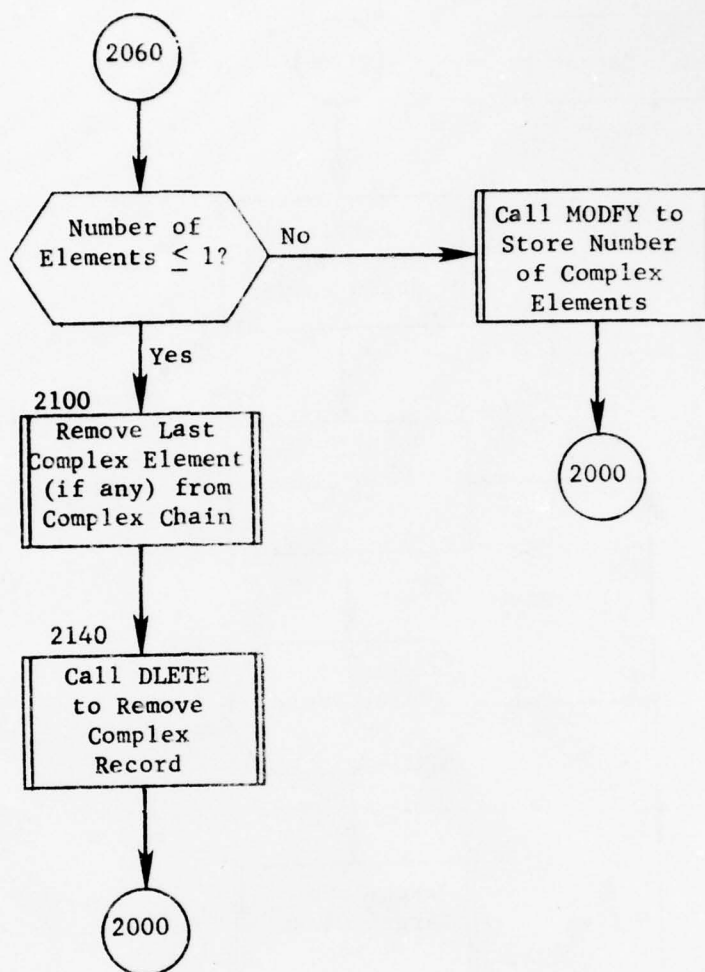 2060
Number of
Elements ≤ 1?
No
Call MODFY to
Store Number
of Complex
Elements
Yes
2000
2100
Remove Last
Complex Element
(if any) from
Complex Chain
2140
Call DLETE
to Remove
Complex
Record
2000